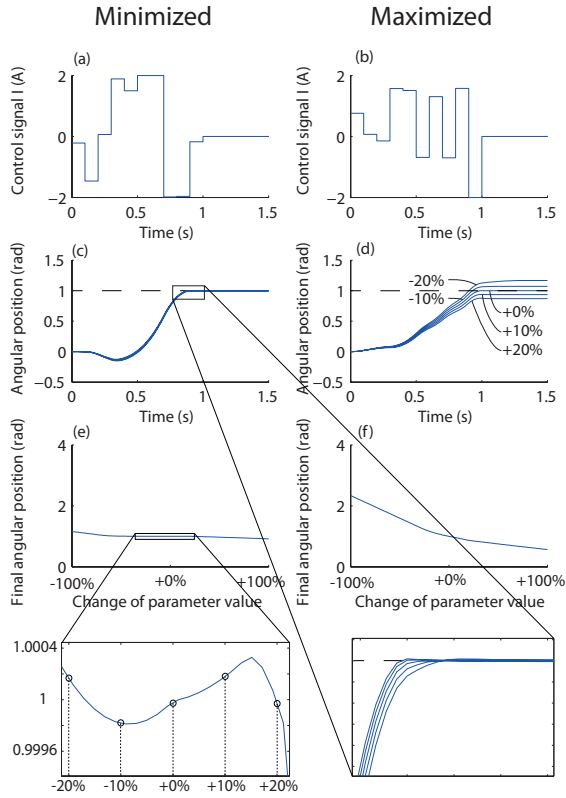 Minimized
Maximized
(a)
Control signal I (A)
2
0
−2
0 0.5 1 1.5
Time (s)
(b)
Control signal I (A)
2
0
−2
0 0.5 1 1.5
Time (s)
(c)
Angular position (rad)
1.5
1
0
−0.5
0 0.5 1 1.5
Time (s)
(d)
Angular position (rad)
1.5
1
0
−0.5
-20%
-10%
+0%
+10%
+20%
0 0.5 1 1.5
Time (s)
(e)
Final angular position (rad)
4
2
0
-100% +0% +100%
Change of parameter value
(f)
Final angular position (rad)
4
2
0
-100% +0% +100%
Change of parameter value
1.0004
1
0.9996
-20% -10% +0% +10% +20%